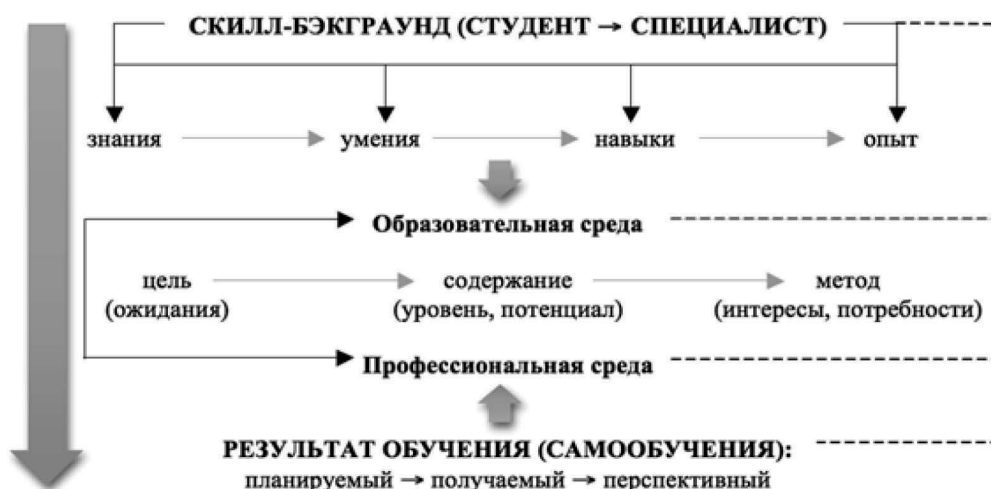 СКИЛЛ-БЭКГРАУНД (СТУДЕНТ → СПЕЦИАЛИСТ)
знания умения навыки опыт
Образовательная среда
цель содержание метод
(ожидания) (уровень, потенциал) (интересы, потребности)
Профессиональная среда
РЕЗУЛЬТАТ ОБУЧЕНИЯ (САМООБУЧЕНИЯ):
планируемый → получаемый → перспективный